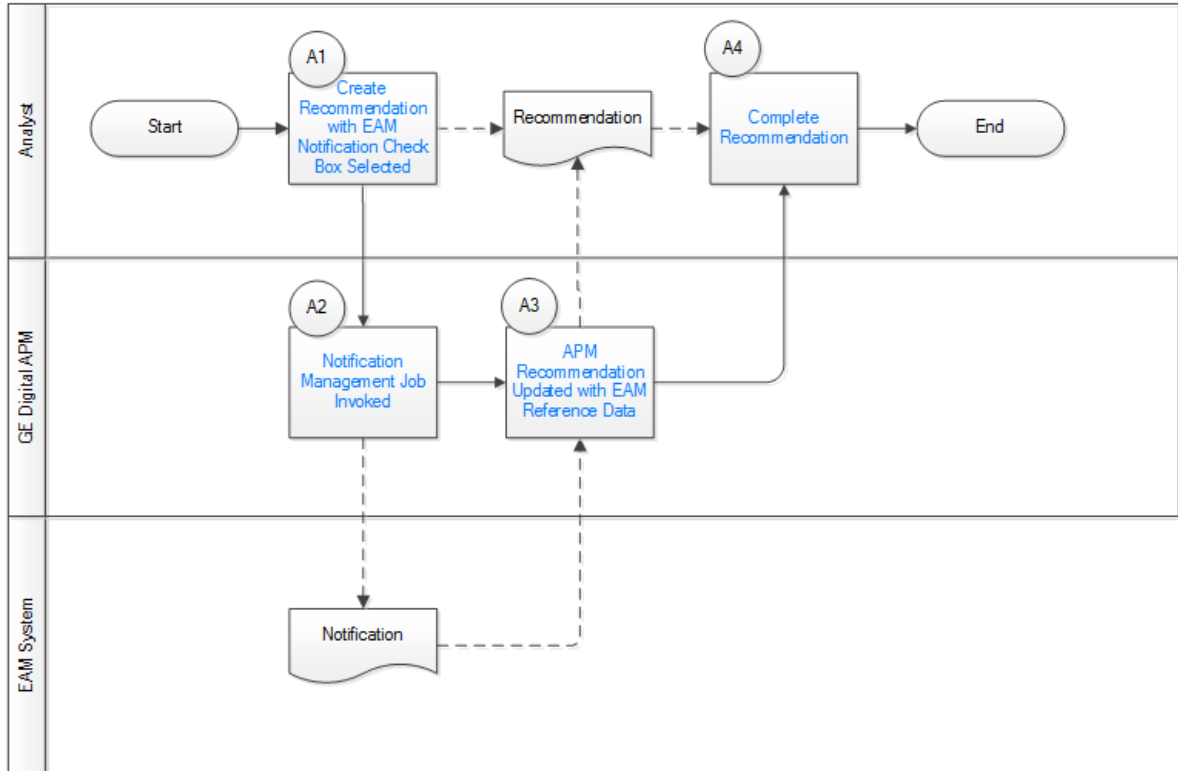 Analyst
Start
A1
Create
Recommendation
with EAM
Notification Check
Box Selected
Recommendation
A4
Complete
Recommendation
End
GE Digital APM
A2
Notification
Management Job
Invoked
A3
APM
Recommendation
Updated with EAM
Reference Data
EAM System
Notification